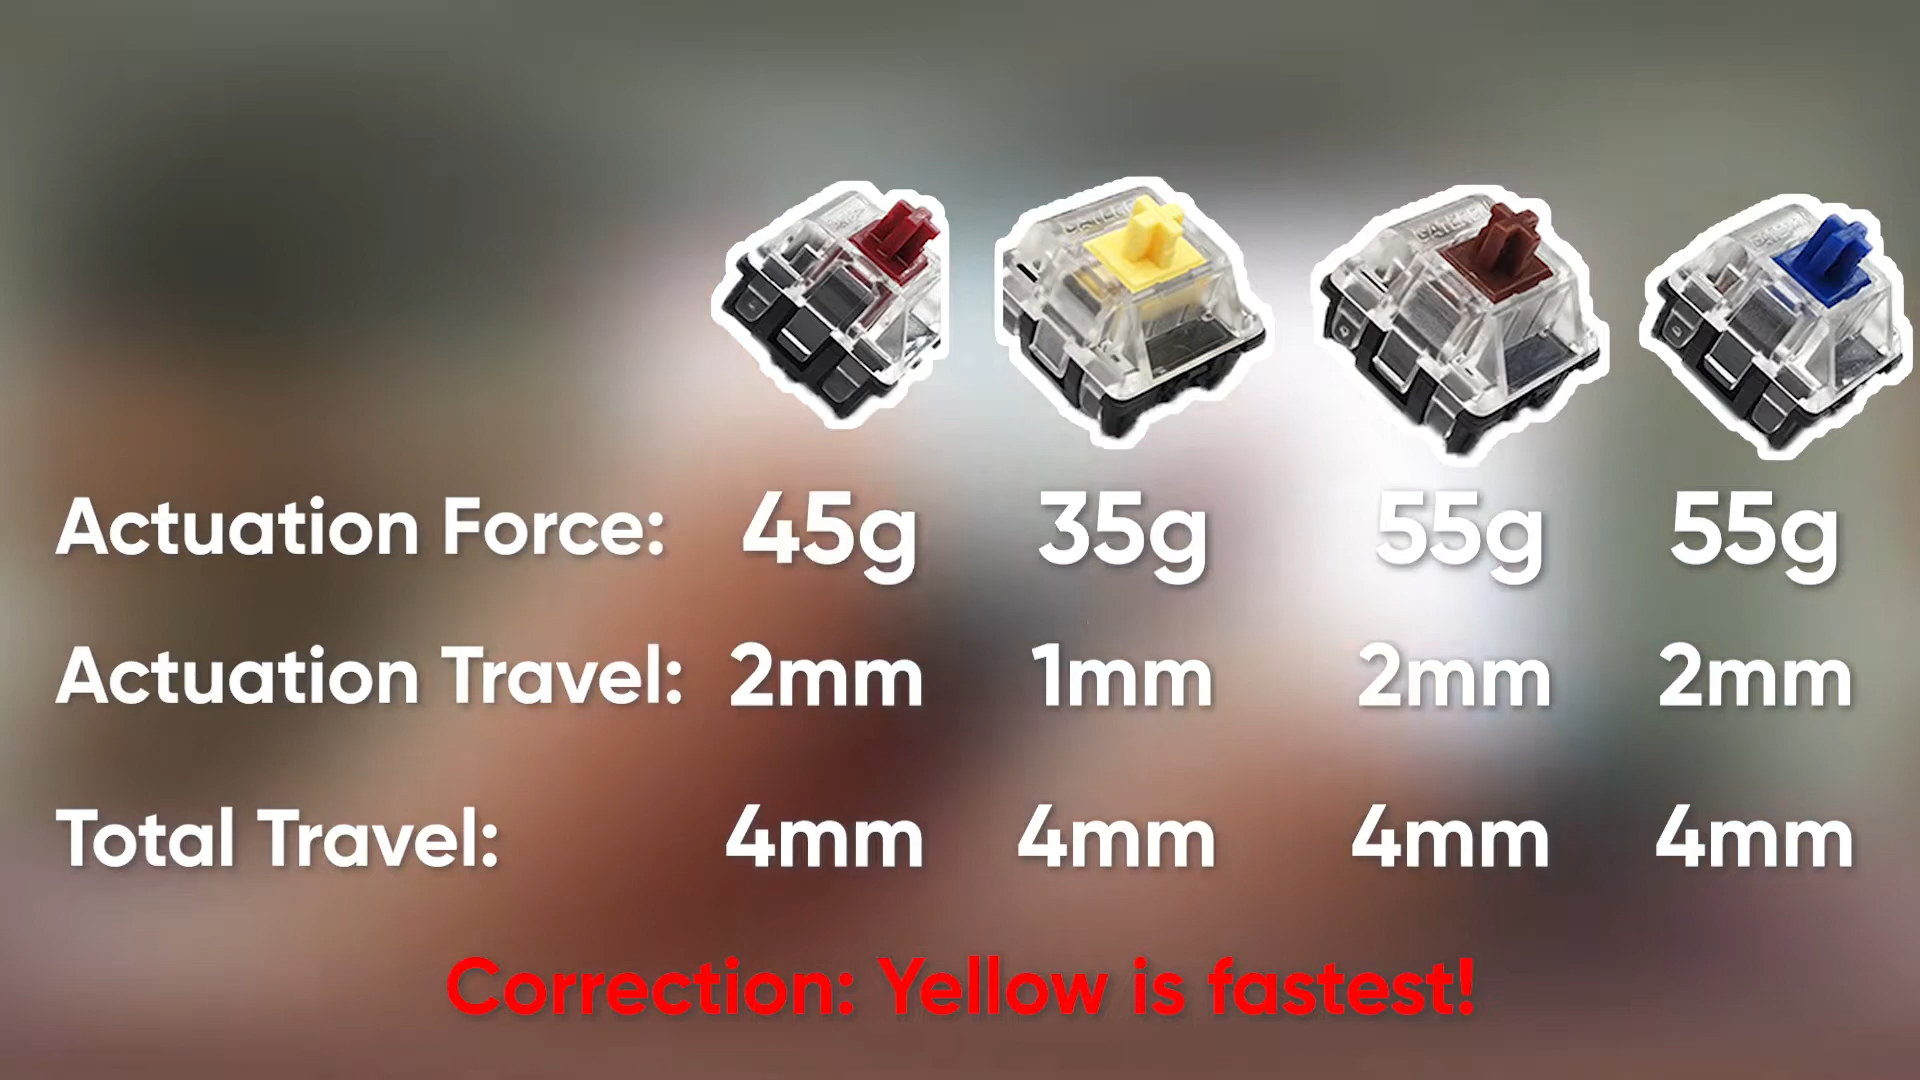 GATERON
Actuation Force: 45g 35g 55g 55g
Actuation Travel: 2mm 1mm 2mm 2mm
Total Travel: 4mm 4mm 4mm 4mm
Correction: Yellow is fastest!